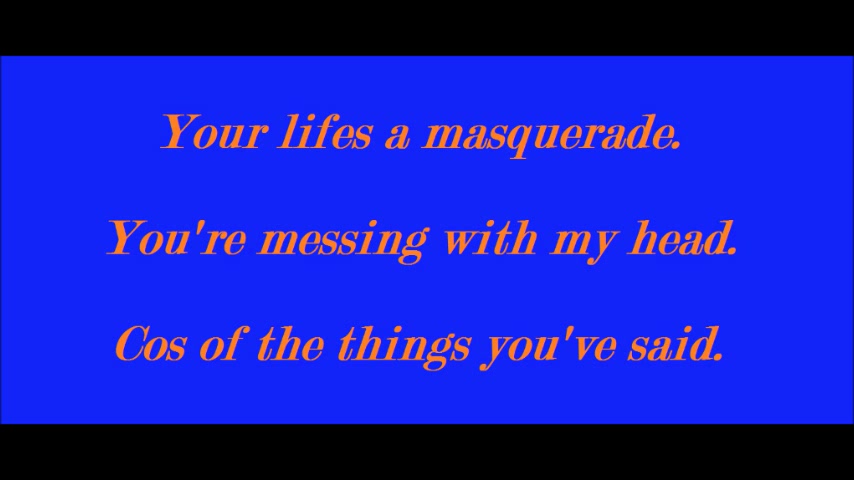 Your lifes a masquerade.
You're messing with my head.
Cos of the things you've said.